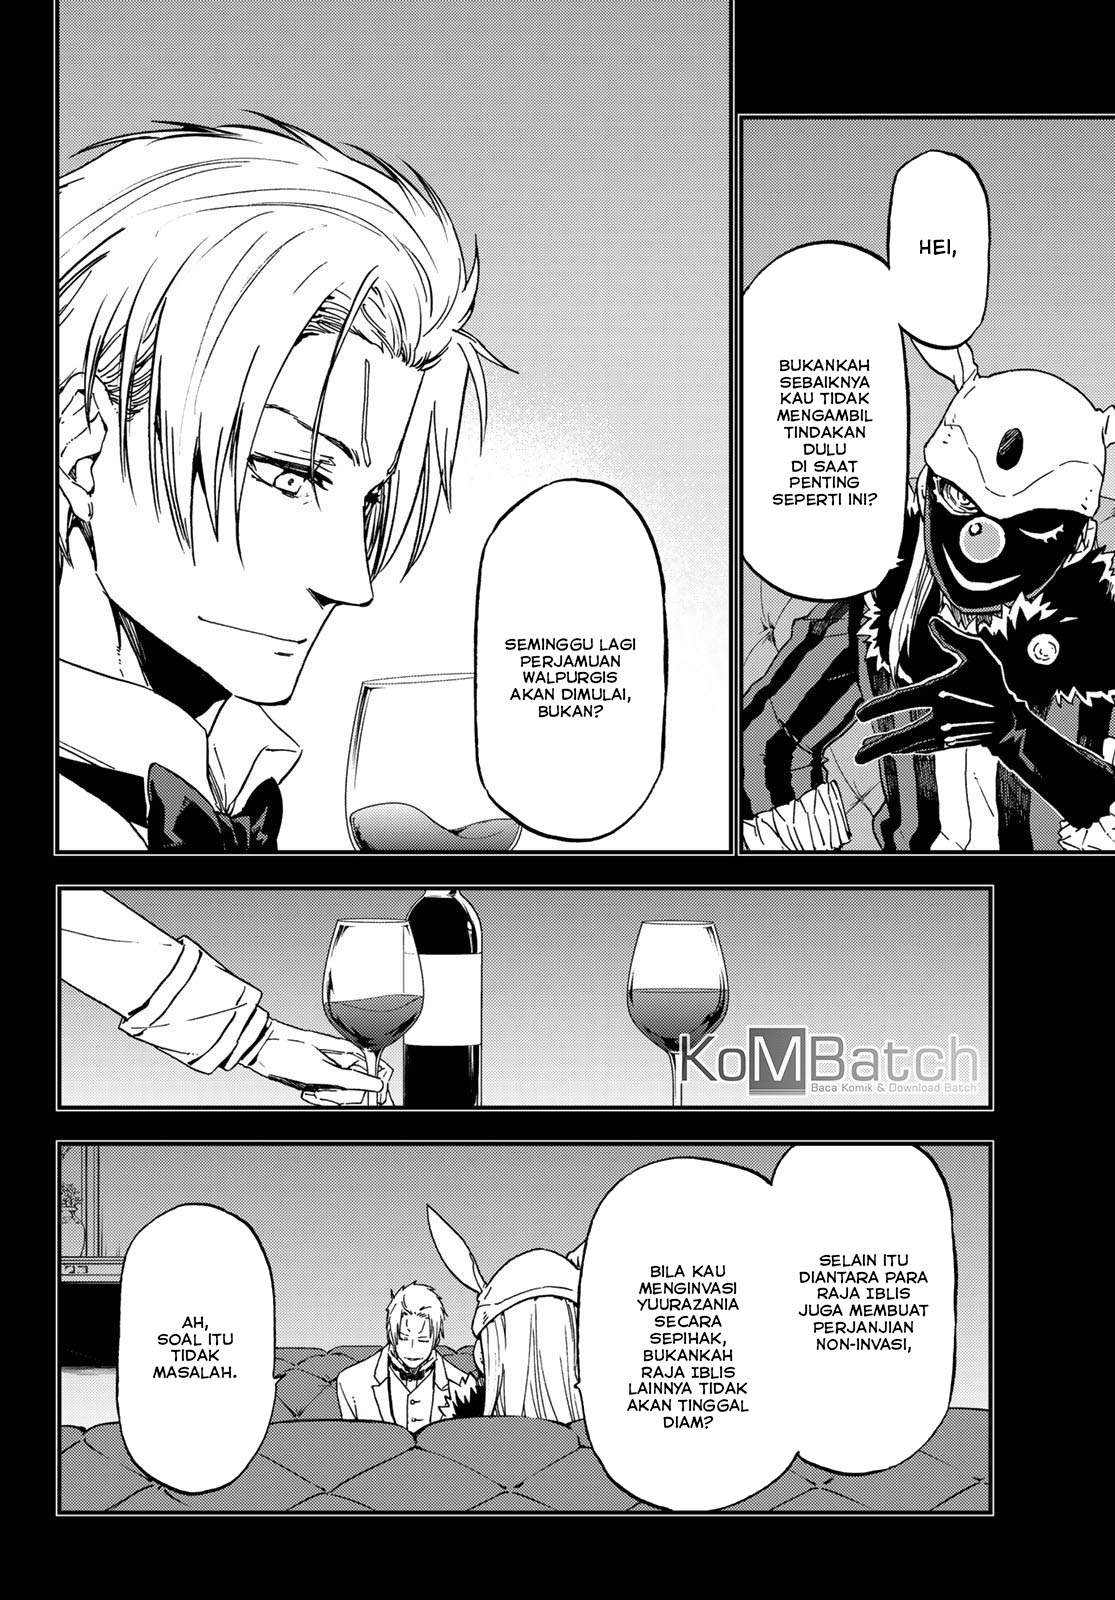 HEI,
BUKANKAH
SEBAIKNYA
KAU TIDAK
MENGAMBIL
TINDAKAN
DULU
DI SAAT
PENTING
SEPERTI INI?
SEMINGGU LAGI
PERJAMUAN
WALPURGIS
AKAN DIMULAI,
BUKAN?
KoMBatch
Baca Komik & Download Batch
SELAIN ITU
DIANTARA PARA
RAJA IBLIS
JUGA MEMBUAT
PERJANJIAN
NON-INVASI,
BILA KAU
MENGINVASI
YUURAZANIA
SECARA
SEPIHAK,
BUKANKAH
RAJA IBLIS
LAINNYA TIDAK
AKAN TINGGAL
DIAM?
AH,
SOAL ITU
TIDAK
MASALAH.